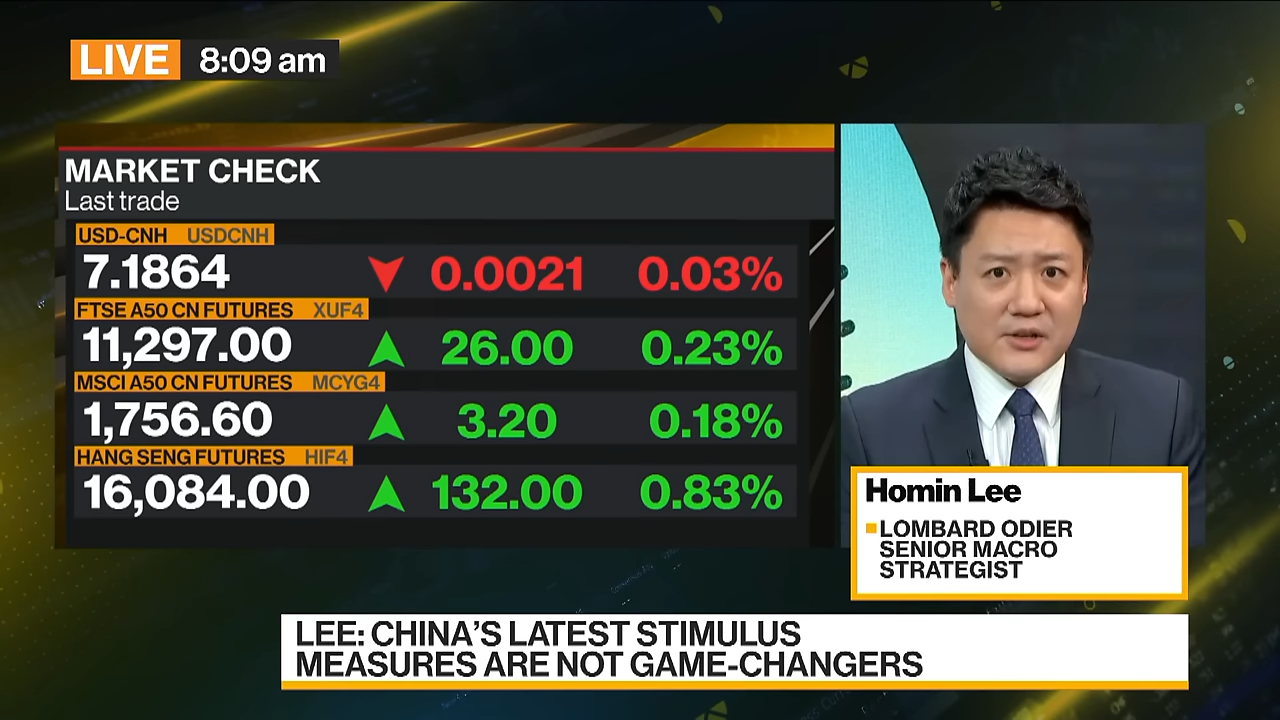 LIVE 8:09 am
MARKET CHECK
Last trade
USD-CNH USDCNH
7.1864 0.0021 0.03%
FTSE A50 CN FUTURES XUF4
11,297.00 26.00 0.23%
MSCI A50 CN FUTURES MCYG4
1,756.60 3.20 0.18%
HANG SENG FUTURES HIF4
16,084.00 132.00 0.83%
Homin Lee
LOMBARD ODIER
SENIOR MACRO
STRATEGIST
LEE: CHINA'S LATEST STIMULUS
MEASURES ARE NOT GAME-CHANGERS